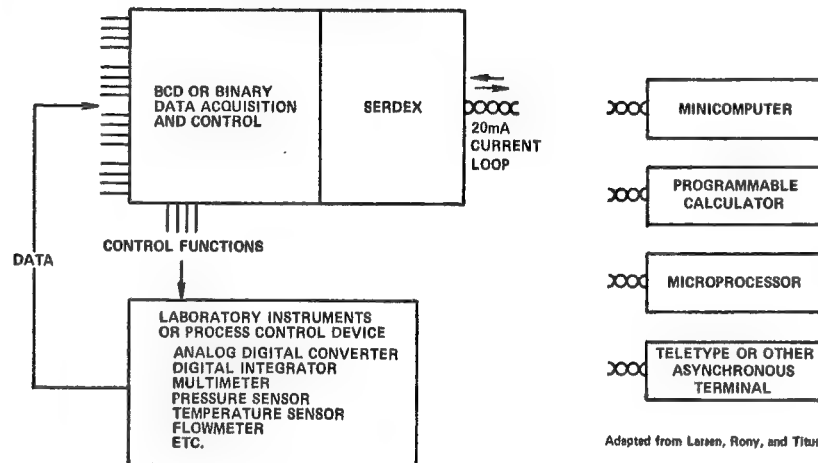 BCD OR BINARY
DATA ACQUISITION
AND CONTROL
SERDEX
20mA
CURRENT
LOOP
MINICOMPUTER
PROGRAMMABLE
CALCULATOR
MICROPROCESSOR
TELETYPE OR OTHER
ASYNCHRONOUS
TERMINAL
DATA
CONTROL FUNCTIONS
LABORATORY INSTRUMENTS
OR PROCESS CONTROL DEVICE
ANALOG DIGITAL CONVERTER
DIGITAL INTEGRATOR
MULTIMETER
PRESSURE SENSOR
TEMPERATURE SENSOR
FLOWMETER
ETC.
Adapted from Larsen, Rony, and Titus